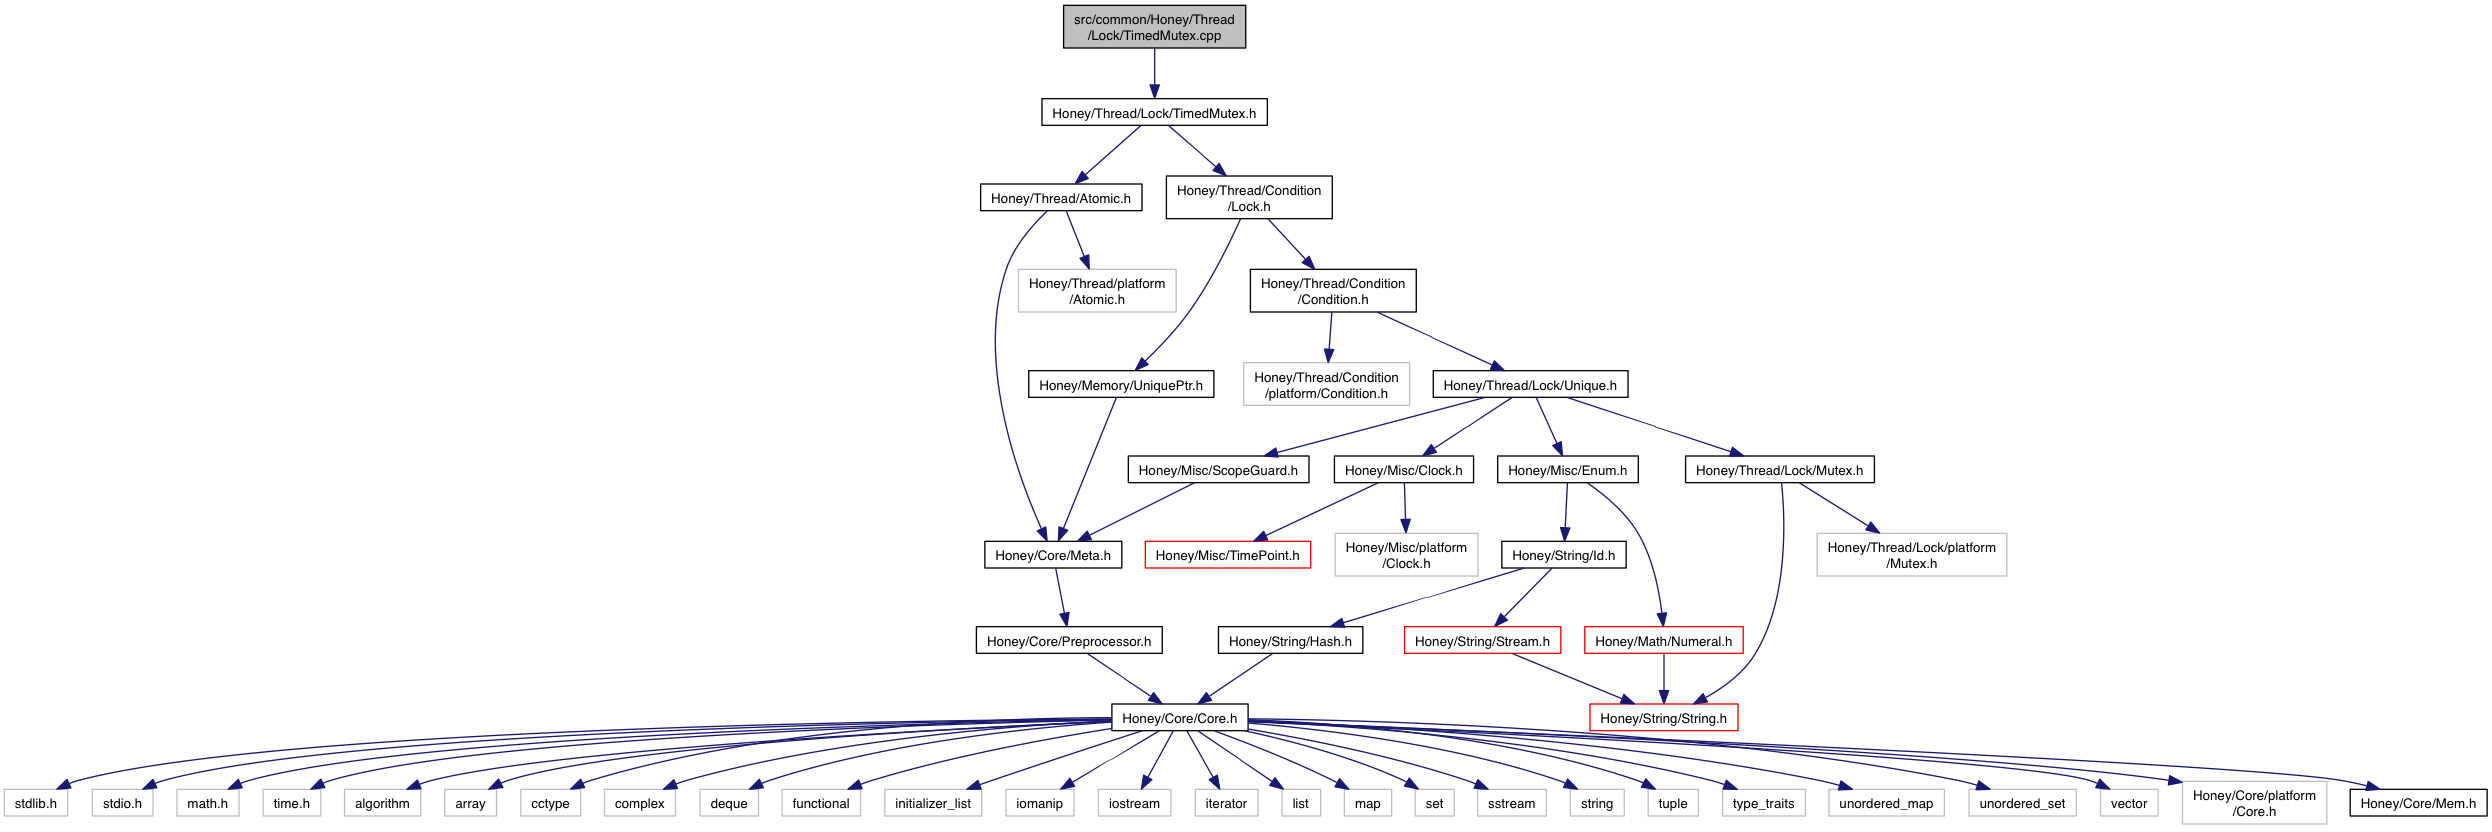 src/common/Honey/Thread
/Lock/TimedMutex.cpp
Honey/Thread/Lock/TimedMutex.h
Honey/Thread/Atomic.h
Honey/Thread/Condition
/Lock.h
Honey/Thread/platform
/Atomic.h
Honey/Thread/Condition
/Condition.h
Honey/Memory/UniquePtr.h
Honey/Thread/Condition
/platform/Condition.h
Honey/Thread/Lock/Unique.h
Honey/Misc/ScopeGuard.h
Honey/Misc/Clock.h
Honey/Misc/Enum.h
Honey/Thread/Lock/Mutex.h
Honey/Core/Meta.h
Honey/Misc/TimePoint.h
Honey/Misc/platform
/Clock.h
Honey/String/Id.h
Honey/Thread/Lock/platform
/Mutex.h
Honey/Core/Preprocessor.h
Honey/String/Hash.h
Honey/String/Stream.h
Honey/Math/Numeral.h
Honey/Core/Core.h
Honey/String/String.h
stdlib.h
stdio.h
math.h
time.h
algorithm
array
cctype
complex
deque
functional
initializer_list
iomanip
iostream
iterator
list
map
set
sstream
string
tuple
type_traits
unordered_map
unordered_set
vector
Honey/Core/platform
/Core.h
Honey/Core/Mem.h